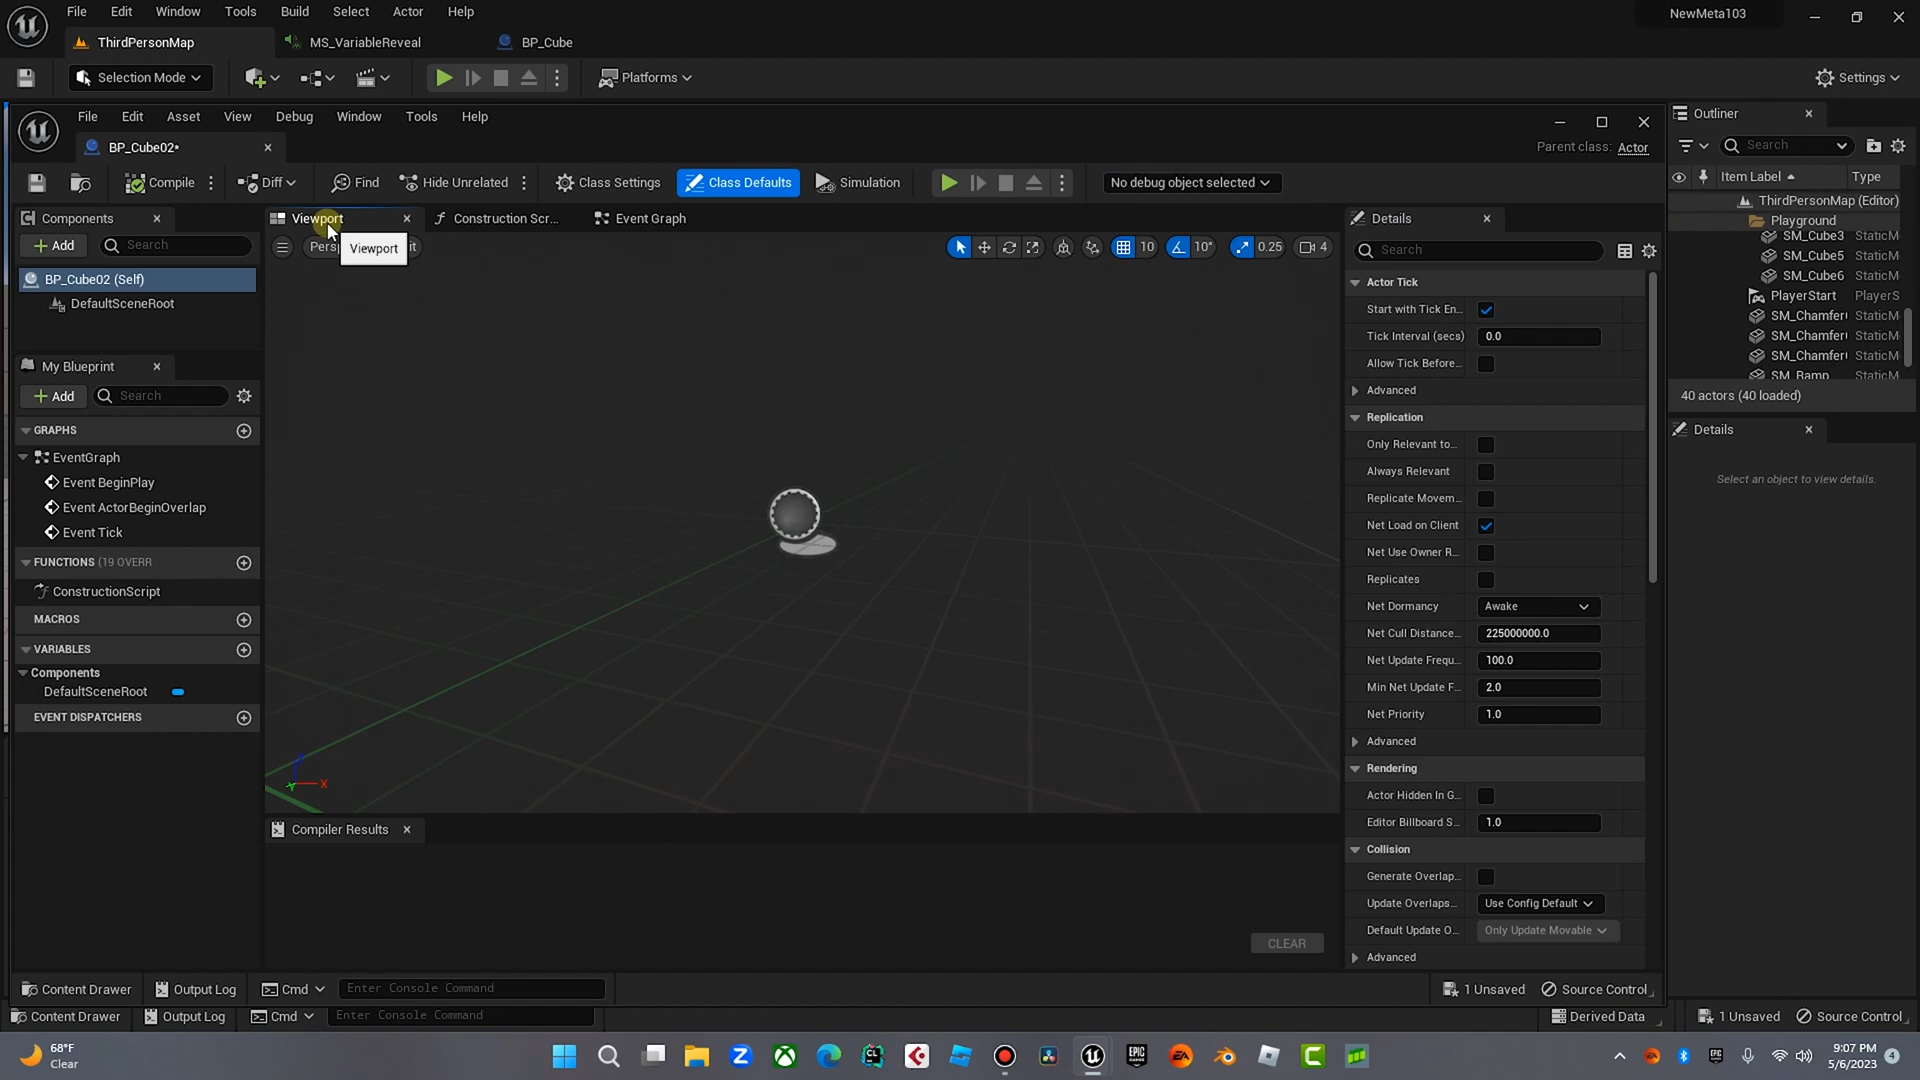 File Edit Window Tools Build Select Actor Help
NewMeta103
ThirdPersonMap
MS_VariableReveal
BP_Cube
Selection Mode
Platforms
Settings
File Edit Asset View Debug Window Tools Help
BP_Cube02*
Parent class: Actor
Compile
Diff
Find
Hide Unrelated
Class Settings
Class Defaults
Simulation
No debug object selected
Components
Add
Search
BP_Cube02 (Self)
DefaultSceneRoot
My Blueprint
Add
Search
GRAPHS
EventGraph
Event BeginPlay
Event ActorBeginOverlap
Event Tick
FUNCTIONS (19 OVERR
ConstructionScript
MACROS
VARIABLES
Components
DefaultSceneRoot
EVENT DISPATCHERS
Viewport
Construction Scr...
Event Graph
Viewport
10
10°
0.25
4
X
Compiler Results
CLEAR
Details
Search
Actor Tick
Start with Tick En...
Tick Interval (secs) 0.0
Allow Tick Before...
Advanced
Replication
Only Relevant to...
Always Relevant
Replicate Movem...
Net Load on Client
Net Use Owner R...
Replicates
Net Dormancy Awake
Net Cull Distance... 225000000.0
Net Update Frequ... 100.0
Min Net Update F... 2.0
Net Priority 1.0
Advanced
Rendering
Actor Hidden In G...
Editor Billboard S... 1.0
Collision
Generate Overlap...
Update Overlaps... Use Config Default
Default Update O... Only Update Movable
Advanced
Outliner
Search
Item Label Type
ThirdPersonMap (Editor)
Playground
SM_Cube3 StaticM
SM_Cube5 StaticM
SM_Cube6 StaticM
PlayerStart PlayerS
SM_Chamfer StaticM
SM_Chamfer StaticM
SM_Chamfer StaticM
SM_Ramp StaticM
40 actors (40 loaded)
Details
Select an object to view details.
Content Drawer
Output Log
Cmd
Enter Console Command
1 Unsaved
Source Control
Content Drawer
Output Log
Cmd
Enter Console Command
Derived Data
1 Unsaved
Source Control
68°F
Clear
9:07 PM
5/6/2023
4